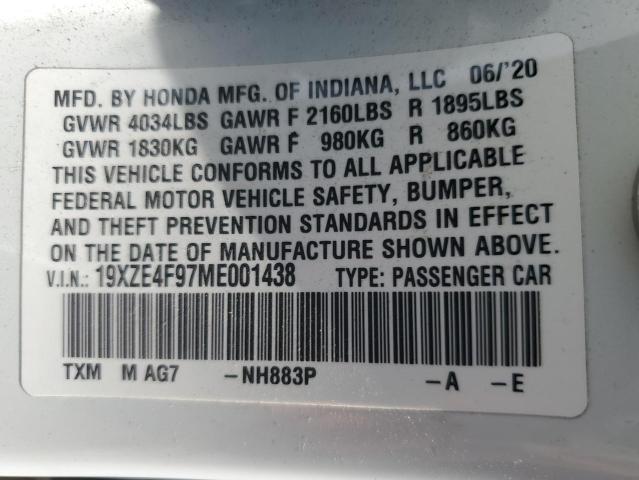 MFD. BY HONDA MFG. OF INDIANA, LLC 06/'20
GVWR 4034LBS GAWR F 2160LBS R 1895LBS
GVWR 1830KG GAWR F 980KG R 860KG
THIS VEHICLE CONFORMS TO ALL APPLICABLE
FEDERAL MOTOR VEHICLE SAFETY, BUMPER,
AND THEFT PREVENTION STANDARDS IN EFFECT
ON THE DATE OF MANUFACTURE SHOWN ABOVE.
V.I.N.: 19XZE4F97ME001438 TYPE: PASSENGER CAR
TXM M AG7 -NH883P -A -E